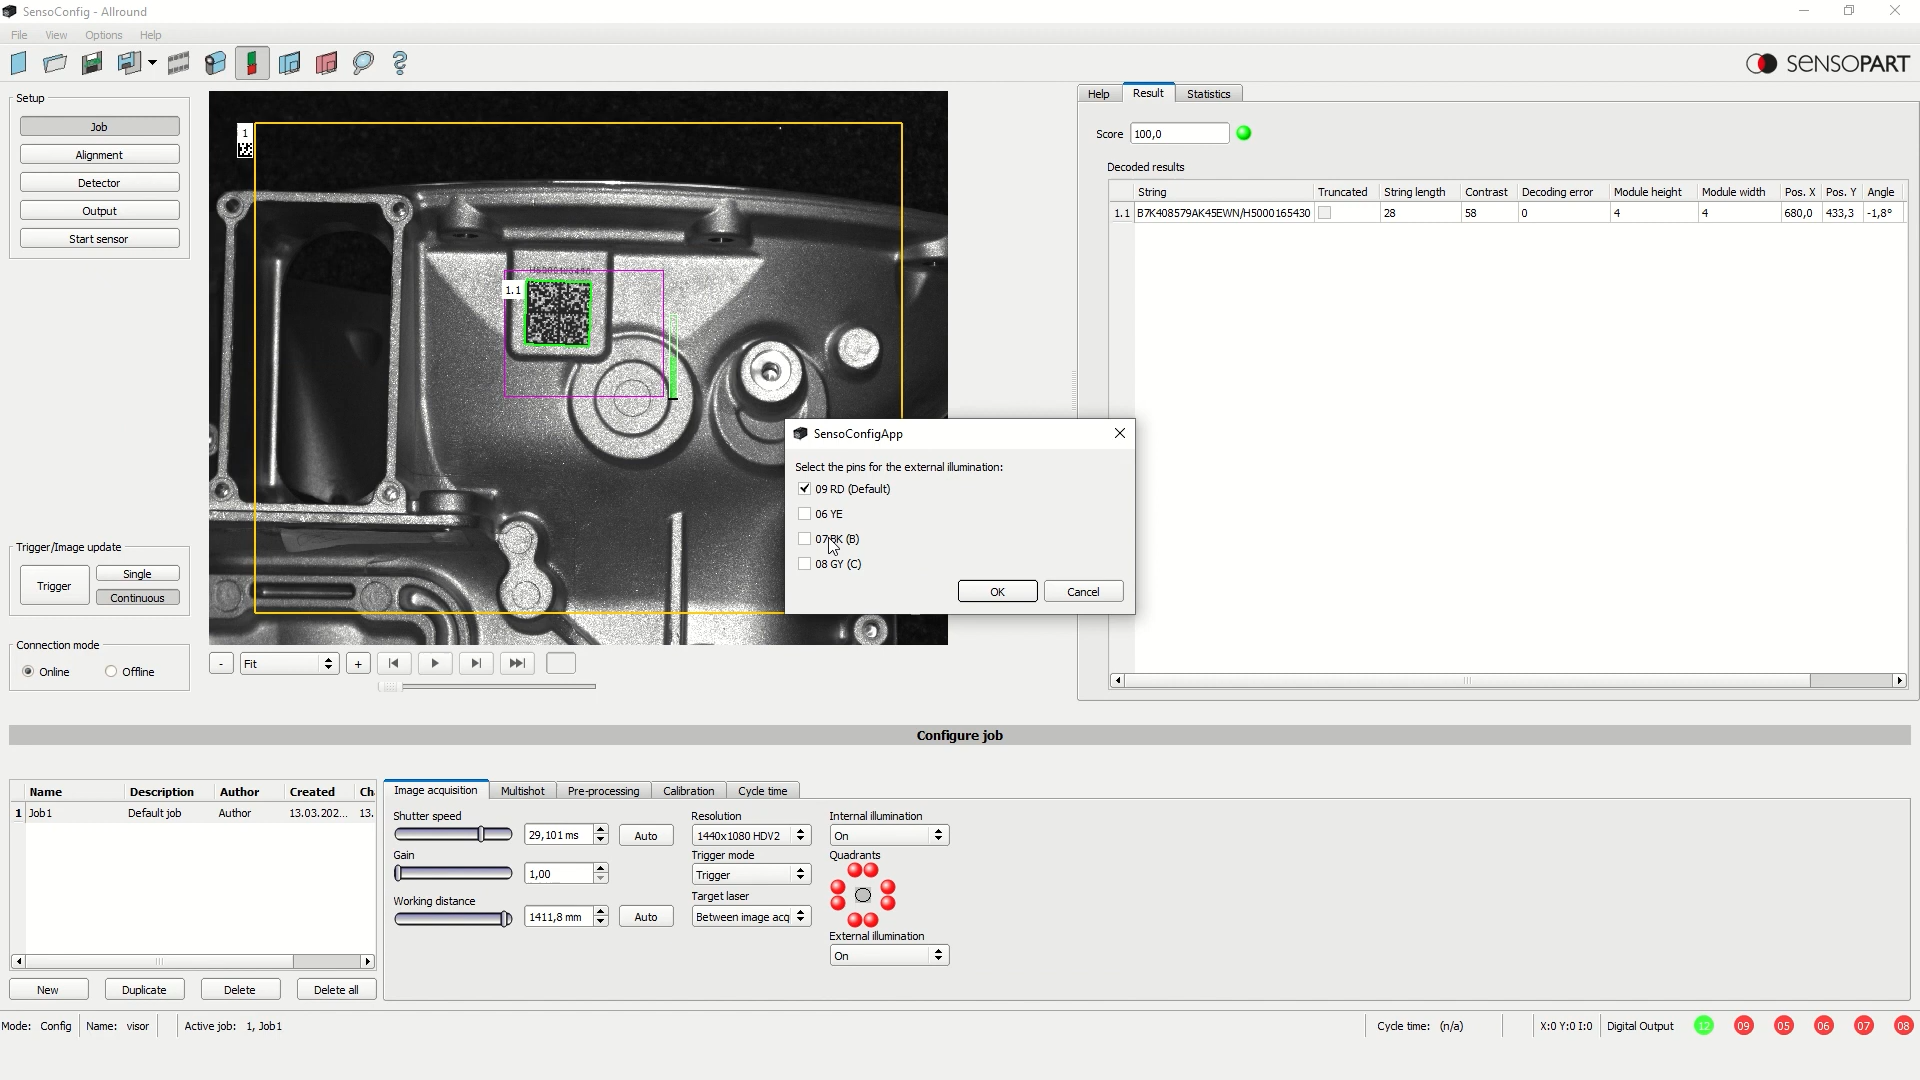 SensoConfig - Allround
File View Options Help
SENSOPART
Setup
Job
Alignment
Detector
Output
Start sensor
Trigger/Image update
Trigger
Single
Continuous
Connection mode
Online Offline
1
H5000165430
1.1
- Fit +
Help Result Statistics
Score 100,0
Decoded results
String Truncated String length Contrast Decoding error Module height Module width Pos. X Pos. Y Angle
1.1 B7K408579AK45EWN/H5000165430 28 58 0 4 4 680,0 433,3 -1,8°
SensoConfigApp
Select the pins for the external illumination:
09 RD (Default)
06 YE
07 BK (B)
08 GY (C)
OK Cancel
Configure job
Name Description Author Created Ch
1 Job1 Default job Author 13.03.202... 13.
New Duplicate Delete Delete all
Image acquisition Multishot Pre-processing Calibration Cycle time
Shutter speed
29,101 ms Auto
Gain
1,00
Working distance
1411,8 mm Auto
Resolution
1440x1080 HDV2
Trigger mode
Trigger
Target laser
Between image acq
Internal illumination
On
Quadrants
External illumination
On
Mode: Config Name: visor Active job: 1, Job1 Cycle time: (n/a) X:0 Y:0 I:0 Digital Output 12 09 05 06 07 08